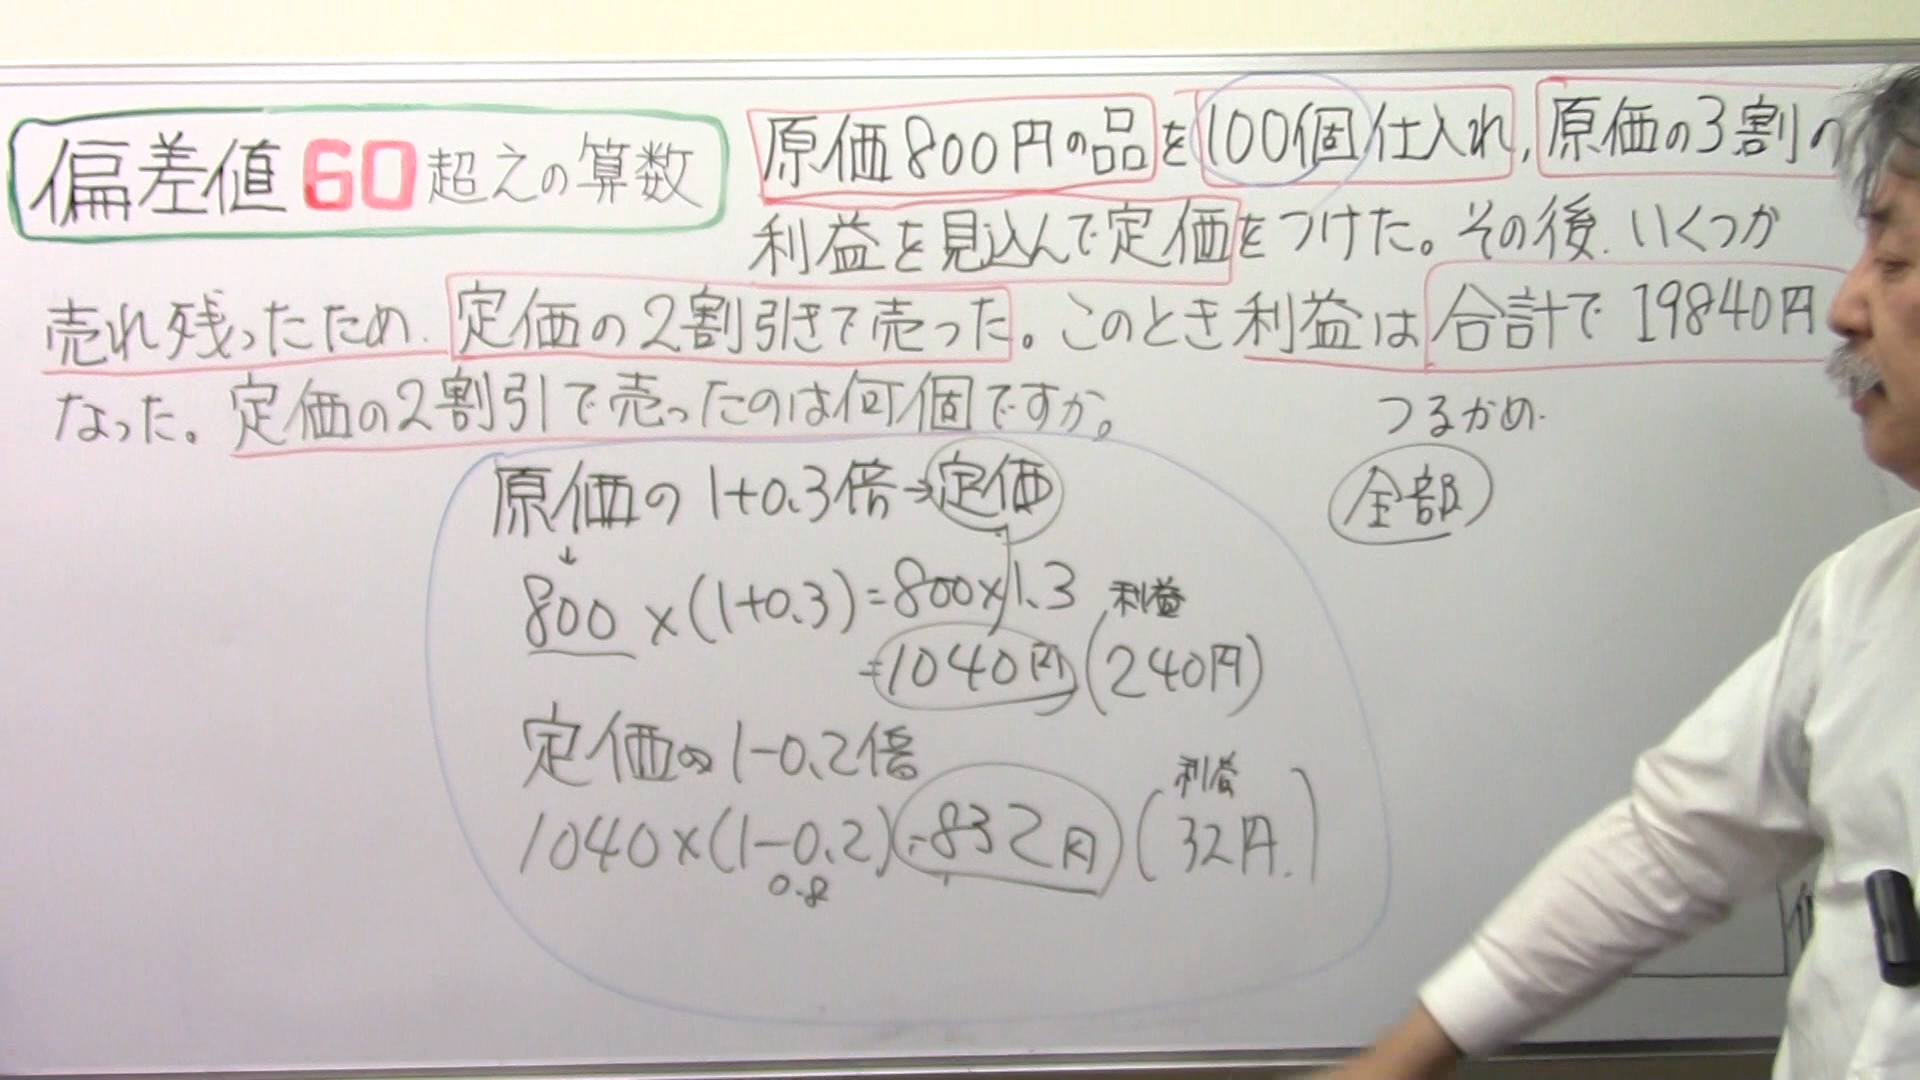 偏差値60超えの算数
原価800円の品を100個仕入れ,原価の3割の
利益を見込んで定価をつけた。その後.いくつか
売れ残ったため.定価の2割引きで売った。このとき利益は合計で19840円
なった。定価の2割引で売ったのは何個ですか。
つるかめ.
全部
原価の1+0.3倍→定価
↓
800×(1+0.3)=800×1.3
利益
=1040円(240円)
定価の1-0.2倍
利益
1040×(1-0.2)=832円(32円.)
0.8